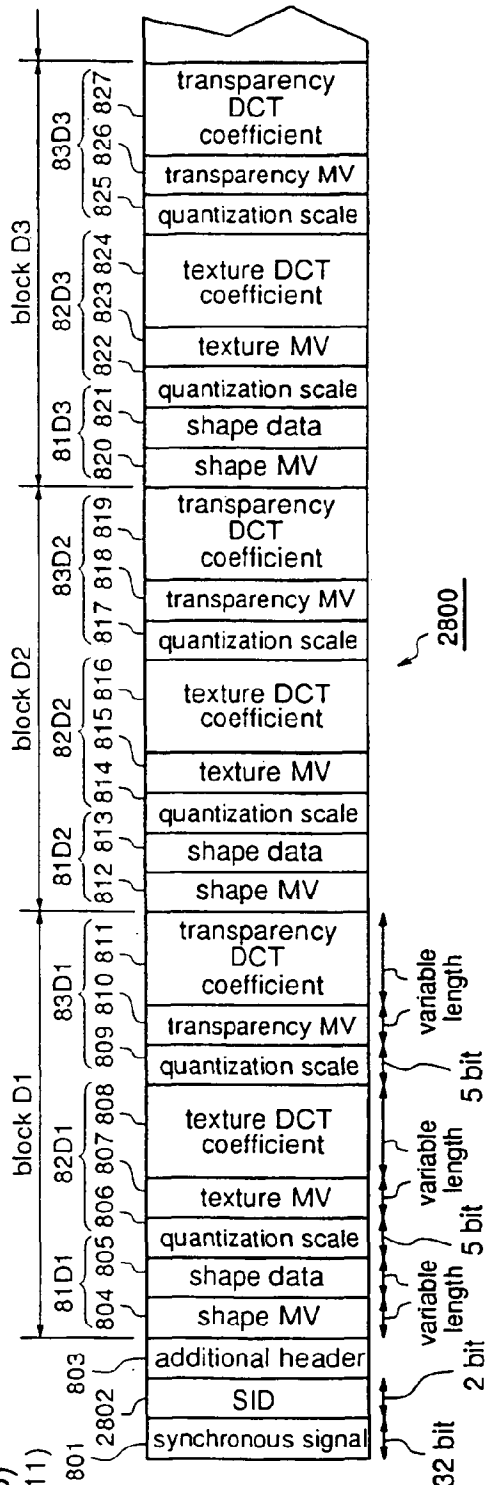 block D1
block D2
block D3
81D1
82D1
83D1
81D2
82D2
83D2
81D3
82D3
83D3
801
2802
803
804
805
806
807
808
809
810
811
812
813
814
815
816
817
818
819
820
821
822
823
824
825
826
827
synchronous signal
SID
additional header
shape MV
shape data
quantization scale
texture MV
texture DCT
coefficient
quantization scale
transparency MV
transparency
DCT
coefficient
shape MV
shape data
quantization scale
texture MV
texture DCT
coefficient
quantization scale
transparency MV
transparency
DCT
coefficient
shape MV
shape data
quantization scale
texture MV
texture DCT
coefficient
quantization scale
transparency MV
transparency
DCT
coefficient
32 bit
2 bit
variable
length
5 bit
variable
length
5 bit
variable
length
2800
11)